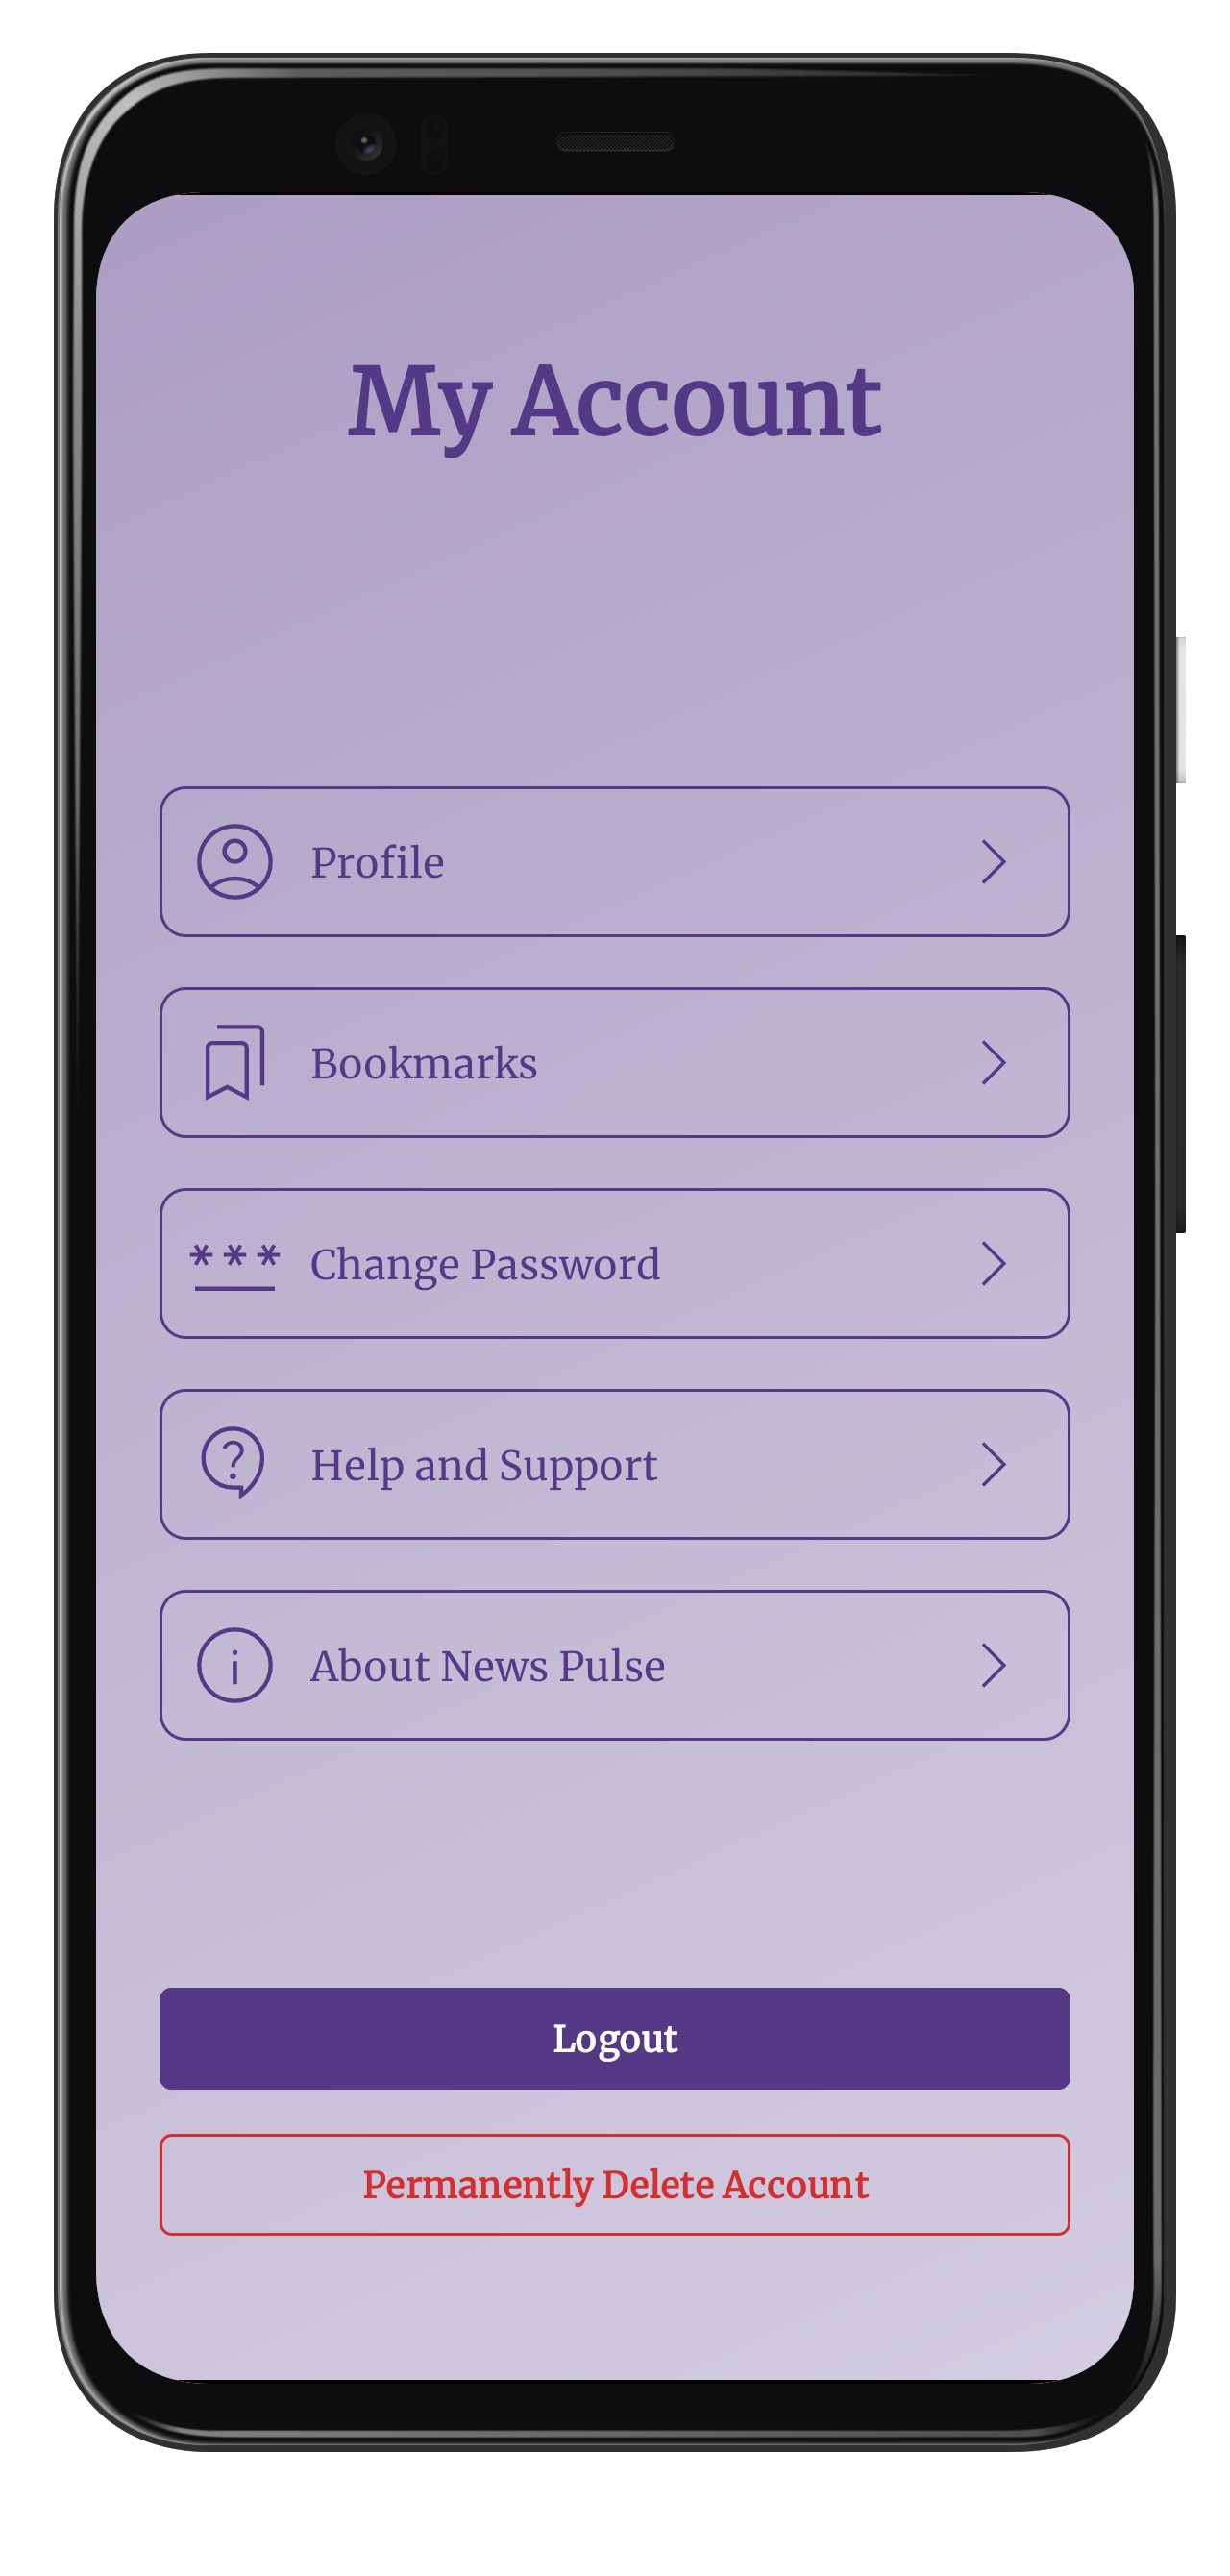 My Account
Profile
Bookmarks
*** Change Password
Help and Support
About News Pulse
Logout
Permanently Delete Account